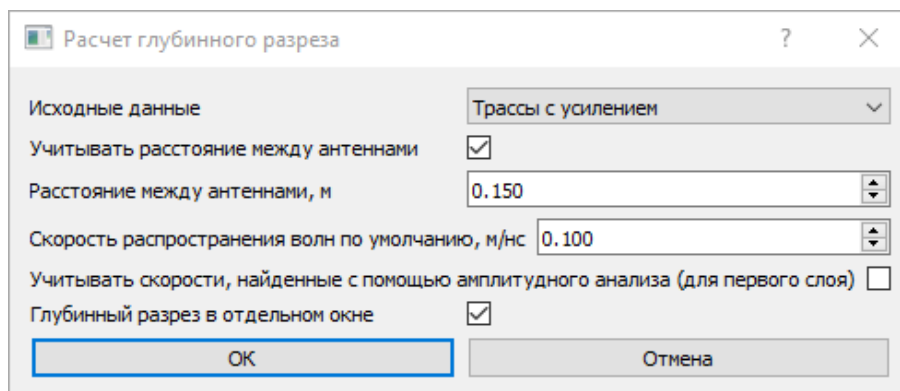 Расчет глубинного разреза ?
Исходные данные Трассы с усилением
Учитывать расстояние между антеннами
Расстояние между антеннами, м 0.150
Скорость распространения волн по умолчанию, м/нс 0.100
Учитывать скорости, найденные с помощью амплитудного анализа (для первого слоя)
Глубинный разрез в отдельном окне
OK Отмена